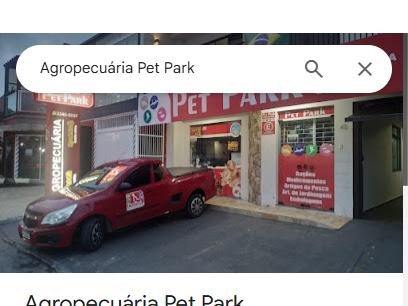 Agropecuária Pet Park
PET PARK
PET PARK
PET PARK
AGROPECUÁRIA
Rações
Medicamentos
Artigos de Pesca
Art. de Jardinagem
Embalagens
Agropecuária Pet Park